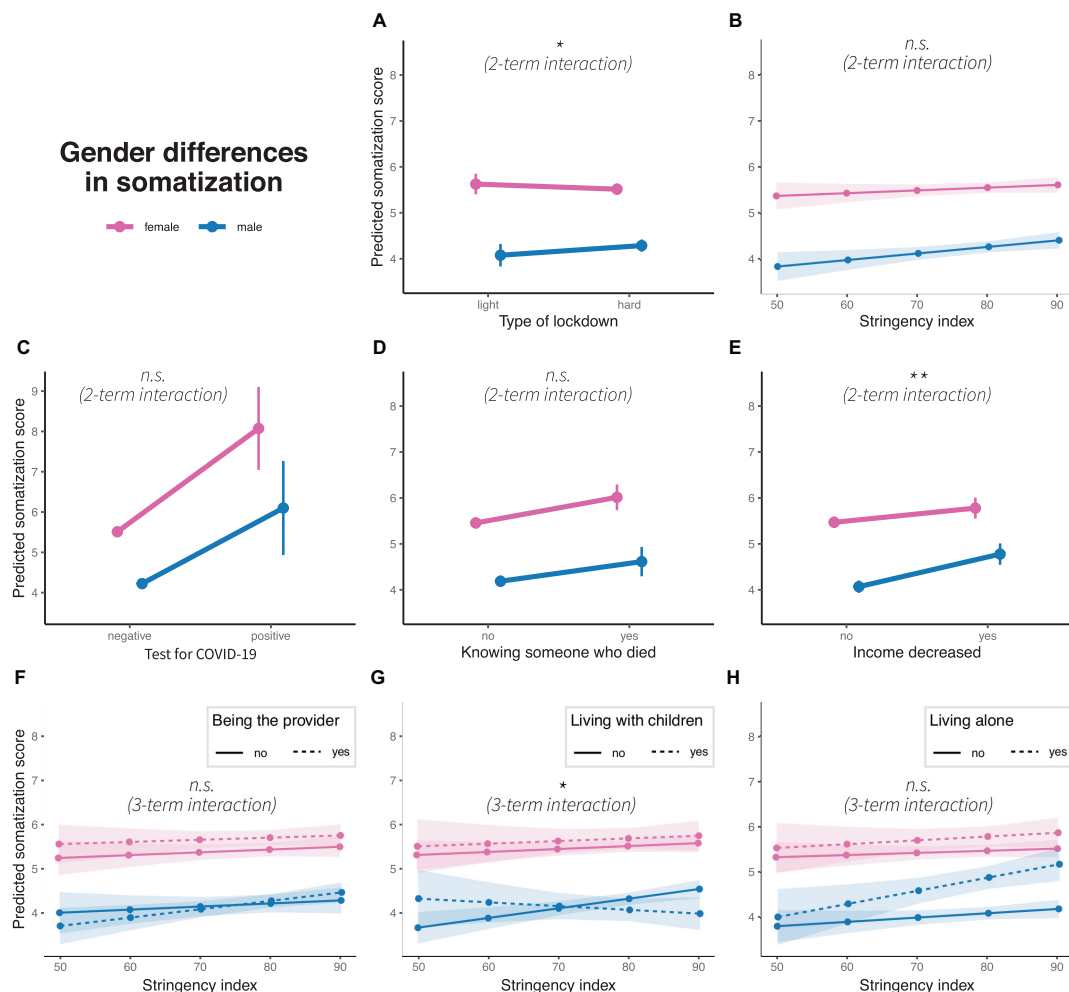 Gender differences
in somatization
female male
A
*
(2-term interaction)
Predicted somatization score
8
7
6
5
4
light hard
Type of lockdown
B
n.s.
(2-term interaction)
8
7
6
5
4
50 60 70 80 90
Stringency index
C
n.s.
(2-term interaction)
Predicted somatization score
9
8
7
6
5
4
negative positive
Test for COVID-19
D
n.s.
(2-term interaction)
8
7
6
5
4
no yes
Knowing someone who died
E
**
(2-term interaction)
8
7
6
5
4
no yes
Income decreased
F
Being the provider
no yes
n.s.
(3-term interaction)
Predicted somatization score
8
7
6
5
4
50 60 70 80 90
Stringency index
G
Living with children
no yes
*
(3-term interaction)
8
7
6
5
4
50 60 70 80 90
Stringency index
H
Living alone
no yes
n.s.
(3-term interaction)
8
7
6
5
4
50 60 70 80 90
Stringency index